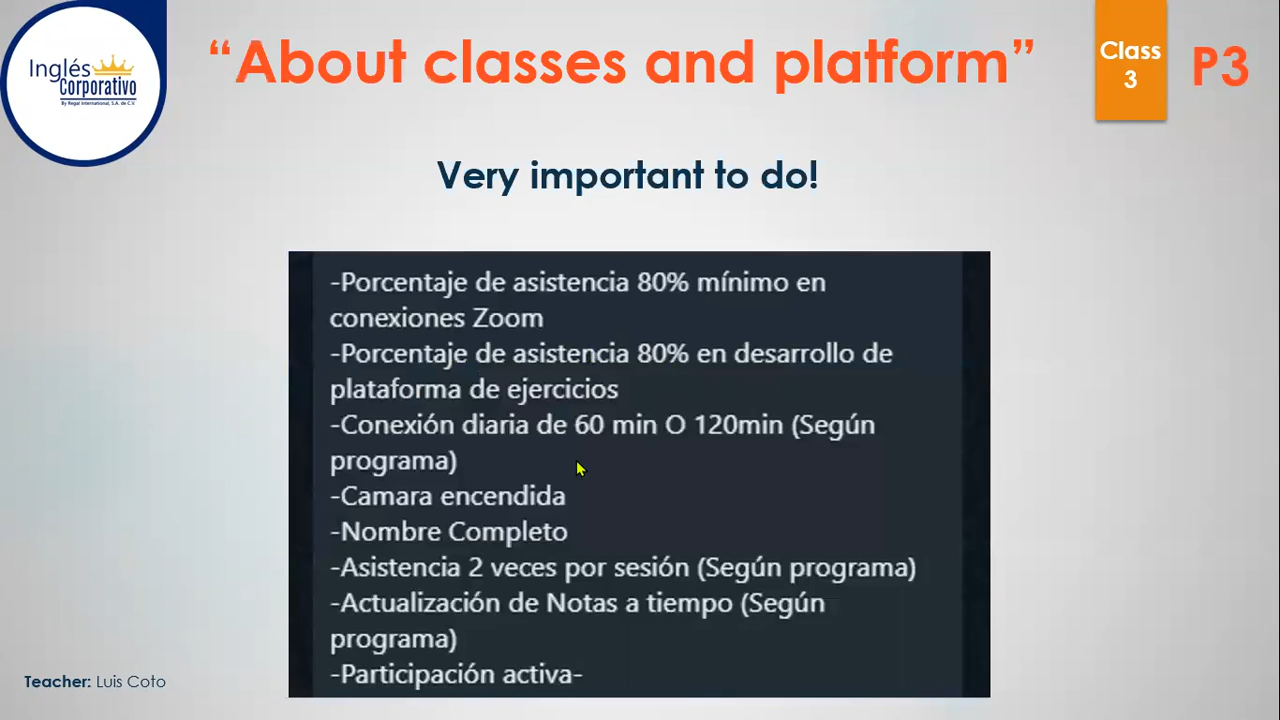 Inglés
Corporativo
By Regal International, S.A. de C.V.
“About classes and platform”
Class
3
P3
Very important to do!
-Porcentaje de asistencia 80% mínimo en
conexiones Zoom
-Porcentaje de asistencia 80% en desarrollo de
plataforma de ejercicios
-Conexión diaria de 60 min O 120min (Según
programa)
-Camara encendida
-Nombre Completo
-Asistencia 2 veces por sesión (Según programa)
-Actualización de Notas a tiempo (Según
programa)
-Participación activa-
Teacher: Luis Coto